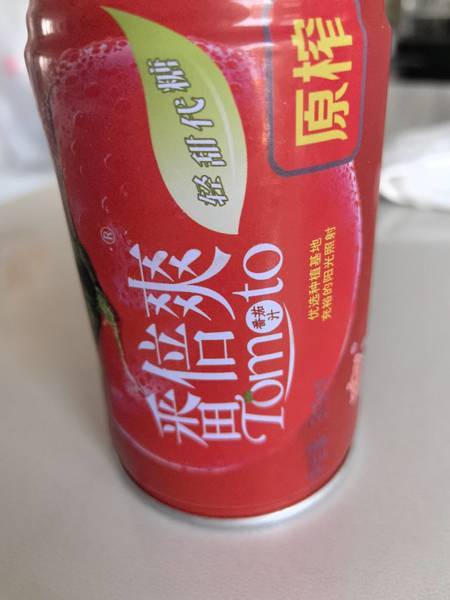 原榨
轻甜代糖
番倍爽®
Tomato
番茄汁
优选种植基地
充裕的阳光照射